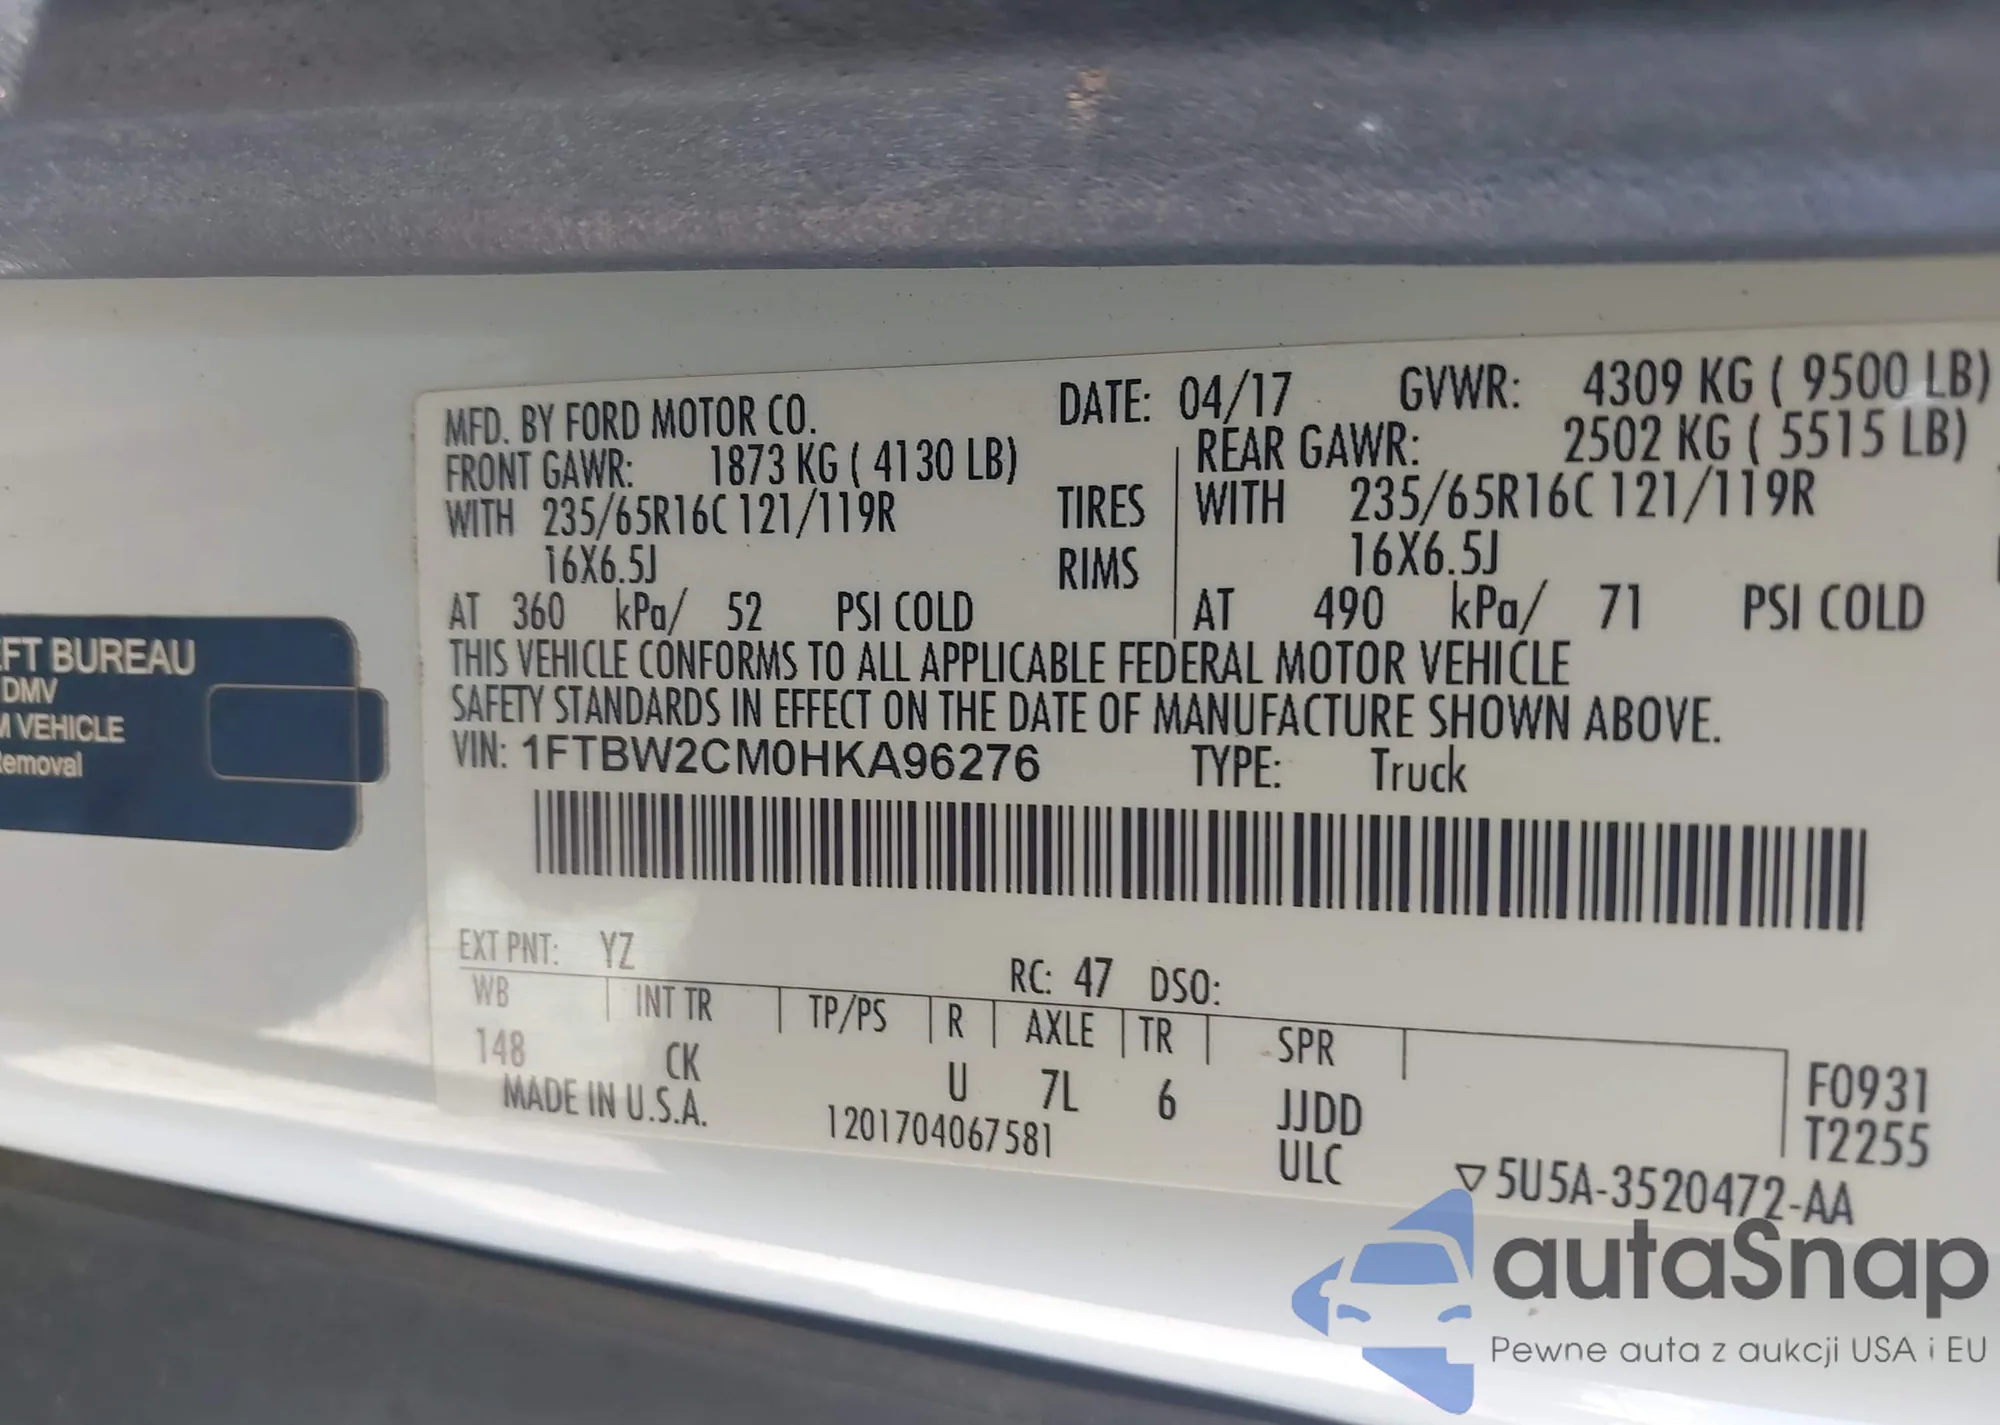 MFD. BY FORD MOTOR CO. DATE: 04/17 GVWR: 4309 KG ( 9500 LB)
FRONT GAWR: 1873 KG ( 4130 LB) REAR GAWR: 2502 KG ( 5515 LB)
WITH 235/65R16C 121/119R TIRES WITH 235/65R16C 121/119R
16X6.5J RIMS 16X6.5J
AT 360 kPa/ 52 PSI COLD AT 490 kPa/ 71 PSI COLD
THIS VEHICLE CONFORMS TO ALL APPLICABLE FEDERAL MOTOR VEHICLE
SAFETY STANDARDS IN EFFECT ON THE DATE OF MANUFACTURE SHOWN ABOVE.
VIN: 1FTBW2CM0HKA96276 TYPE: Truck
EXT PNT: YZ RC: 47 DSO:
WB INT TR TP/PS R AXLE TR SPR
148 CK U 7L 6 JJDD F0931
MADE IN U.S.A. 1201704067581 ULC T2255
▽5U5A-3520472-AA
BUREAU
DMV
VEHICLE
autaSnap
Pewne auta z aukcji USA i EU